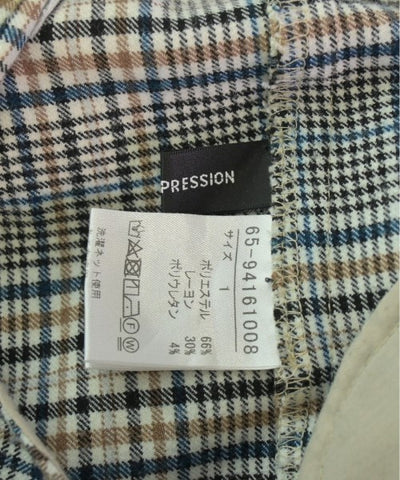 PRESSION
65-94161008
サイズ 1
ポリエステル 66%
レーヨン 30%
ポリウレタン 4%
洗濯ネット使用